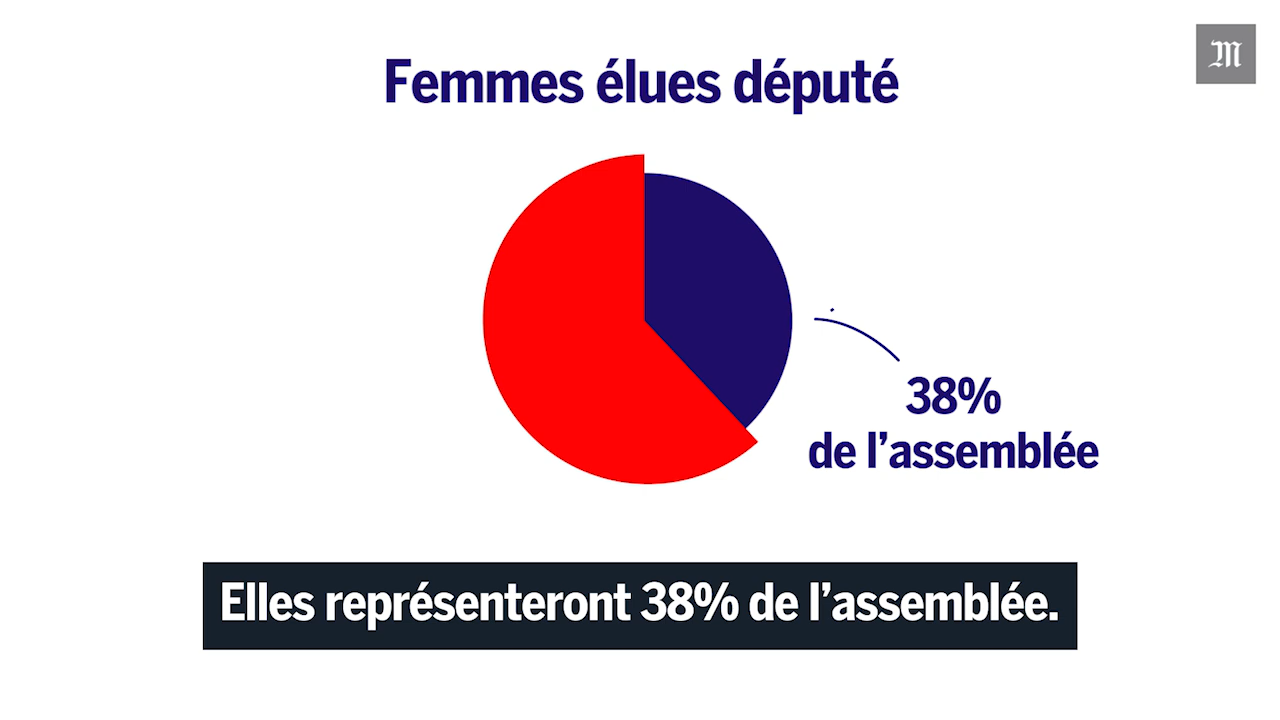 Femmes élues député
M
38%
de l’assemblée
Elles représenteront 38% de l’assemblée.